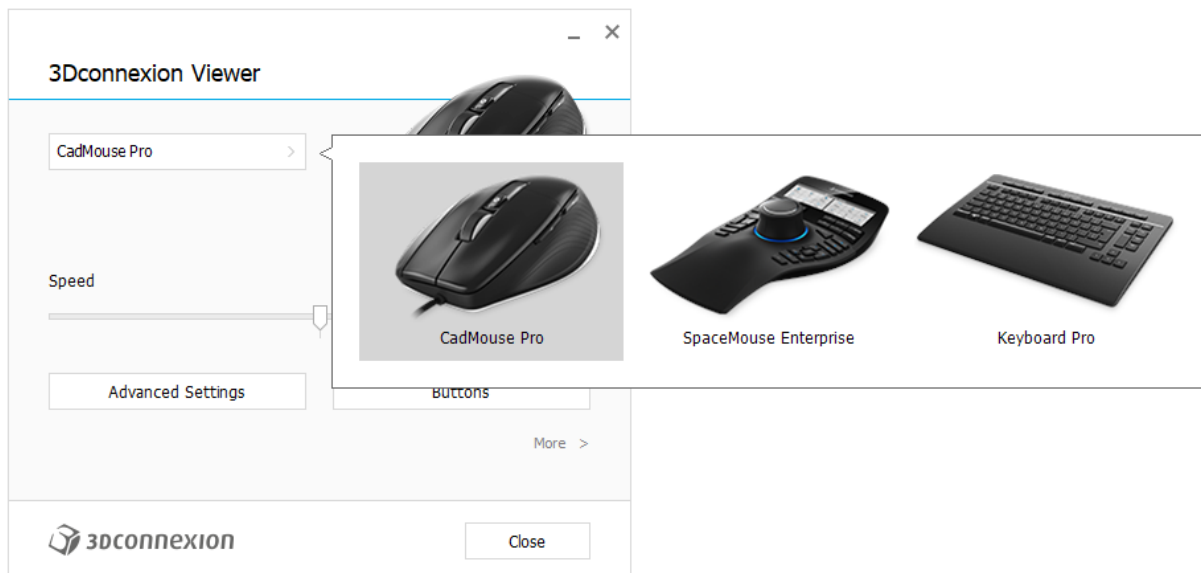 3Dconnexion Viewer
CadMouse Pro
Speed
CadMouse Pro
SpaceMouse Enterprise
Keyboard Pro
Advanced Settings
Buttons
More >
3Dconnexion
Close